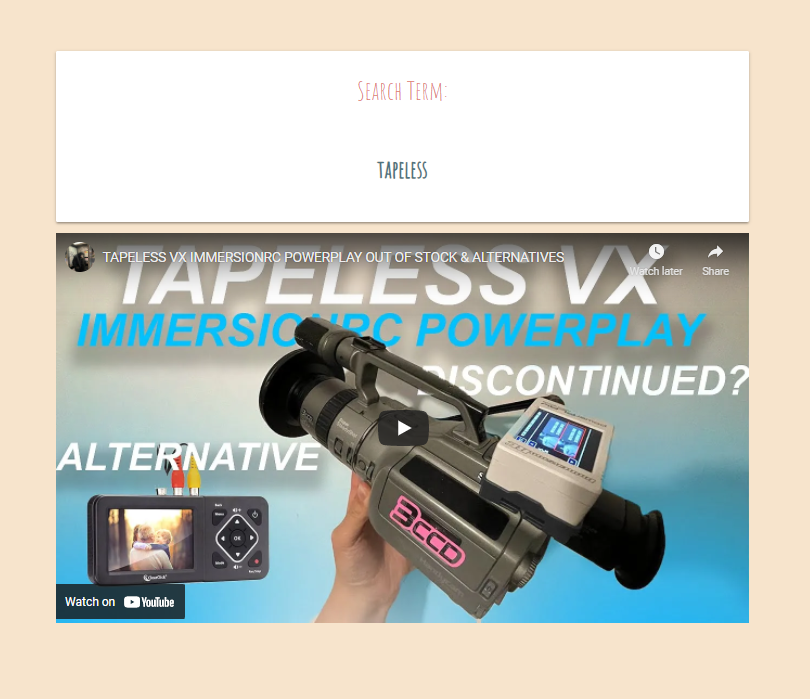 Search Term:
TAPELESS
TAPELESS VX IMMERSIONRC POWERPLAY OUT OF STOCK & ALTERNATIVES
Watch later
Share
TAPELESS VX
IMMERSIONRC POWERPLAY
DISCONTINUED?
ALTERNATIVE
OK
3CCD
Watch on YouTube